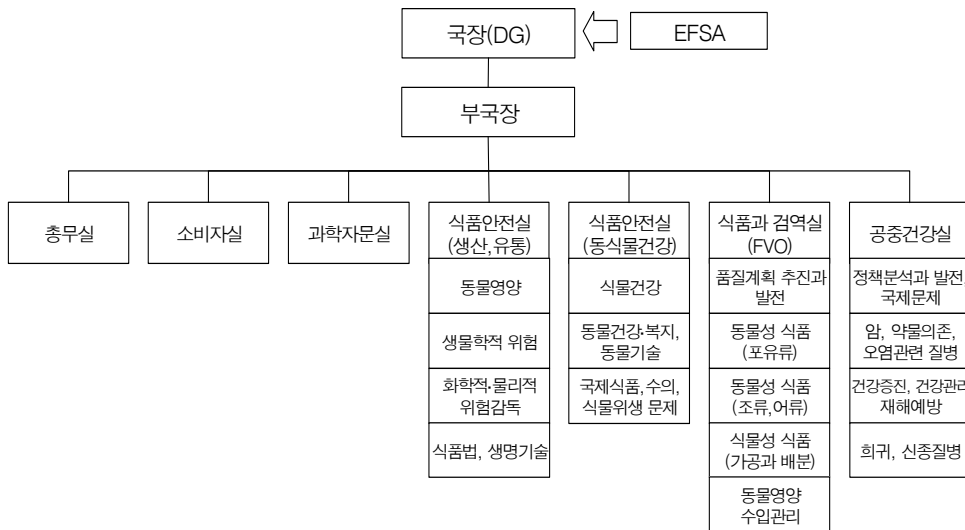 국장(DG)
EFSA
부국장
총무실
소비자실
과학자문실
식품안전실
(생산,유통)
동물영양
생물학적 위험
화학적·물리적
위험감독
식품법, 생명기술
식품안전실
(동식물건강)
식물건강
동물건강·복지,
동물기술
국제식품,수의,
식물위생 문제
식품과 검역실
(FVO)
품질계획 추진과
발전
동물성 식품
(포유류)
동물성 식품
(조류,어류)
식물성 식품
(가공과 배분)
동물영양
수입관리
공중건강실
정책분석과 발전,
국제문제
암, 약물의존,
오염관련 질병
건강증진, 건강관리
재해예방
희귀, 신종질병